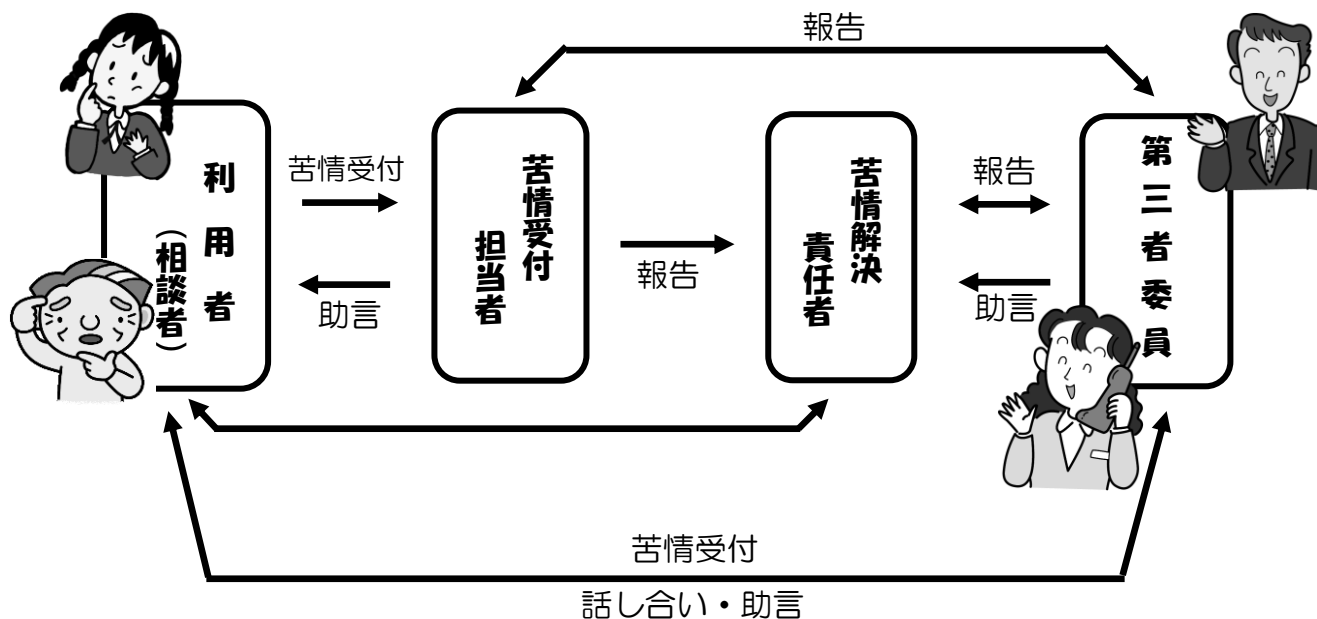 報告
利用者
(相談者)
苦情受付
助言
苦情受付
担当者
報告
苦情解決
責任者
報告
助言
第三者委員
苦情受付
話し合い・助言